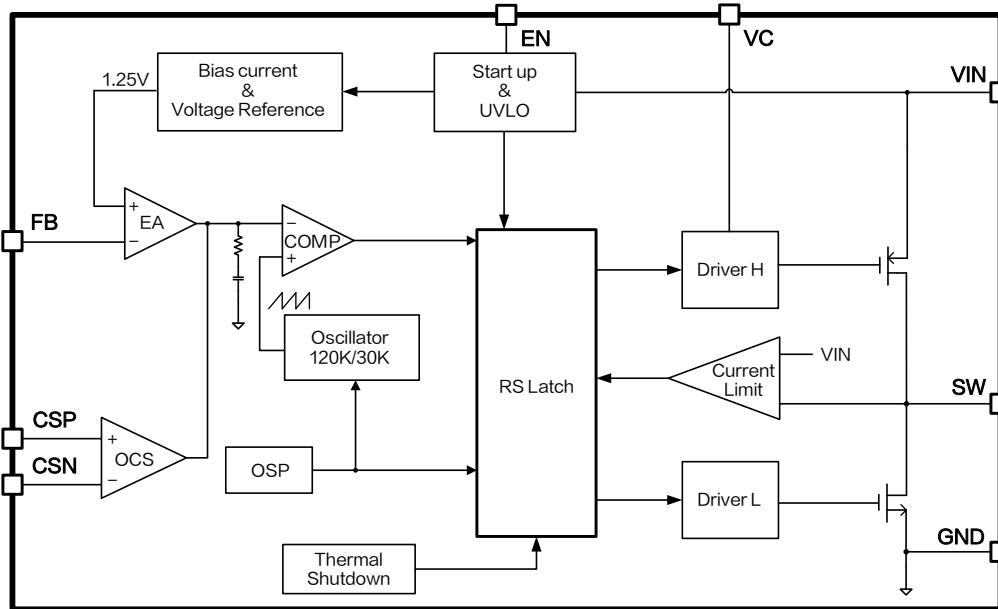 EN
VC
VIN
1.25V
Bias current
&
Voltage Reference
Start up
&
UVLO
FB
+
EA
−
−
COMP
+
Driver H
Oscillator
120K/30K
RS Latch
Current
Limit
VIN
SW
CSP
+
OCS
CSN
−
OSP
Driver L
GND
Thermal
Shutdown